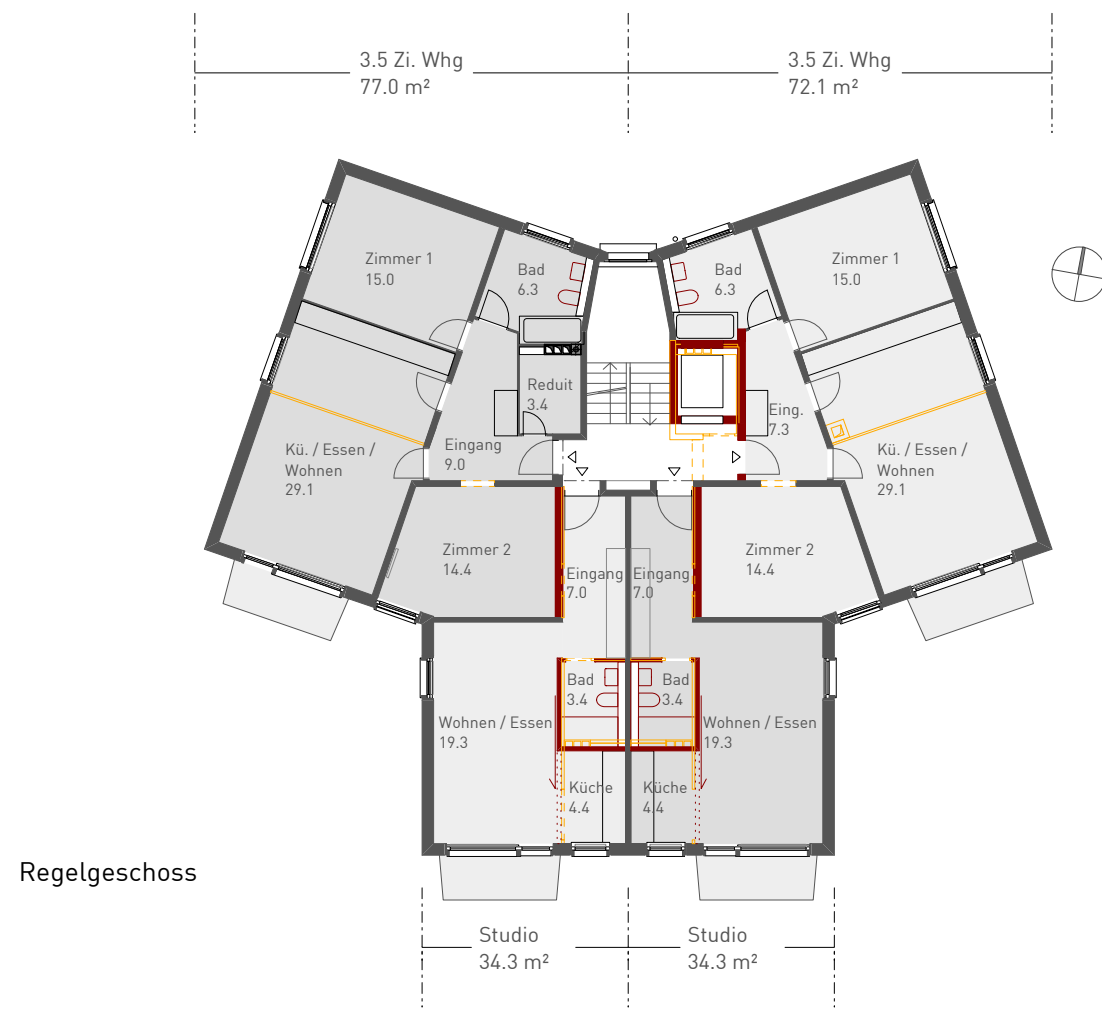 3.5 Zi. Whg
77.0 m²
3.5 Zi. Whg
72.1 m²
Zimmer 1
15.0
Bad
6.3
Bad
6.3
Zimmer 1
15.0
Reduit
3.4
Eing.
7.3
Kü. / Essen /
Wohnen
29.1
Eingang
9.0
Kü. / Essen /
Wohnen
29.1
Zimmer 2
14.4
Eingang
7.0
Eingang
7.0
Zimmer 2
14.4
Bad
3.4
Bad
3.4
Wohnen / Essen
19.3
Wohnen / Essen
19.3
Küche
4.4
Küche
4.4
Regelgeschoss
Studio
34.3 m²
Studio
34.3 m²